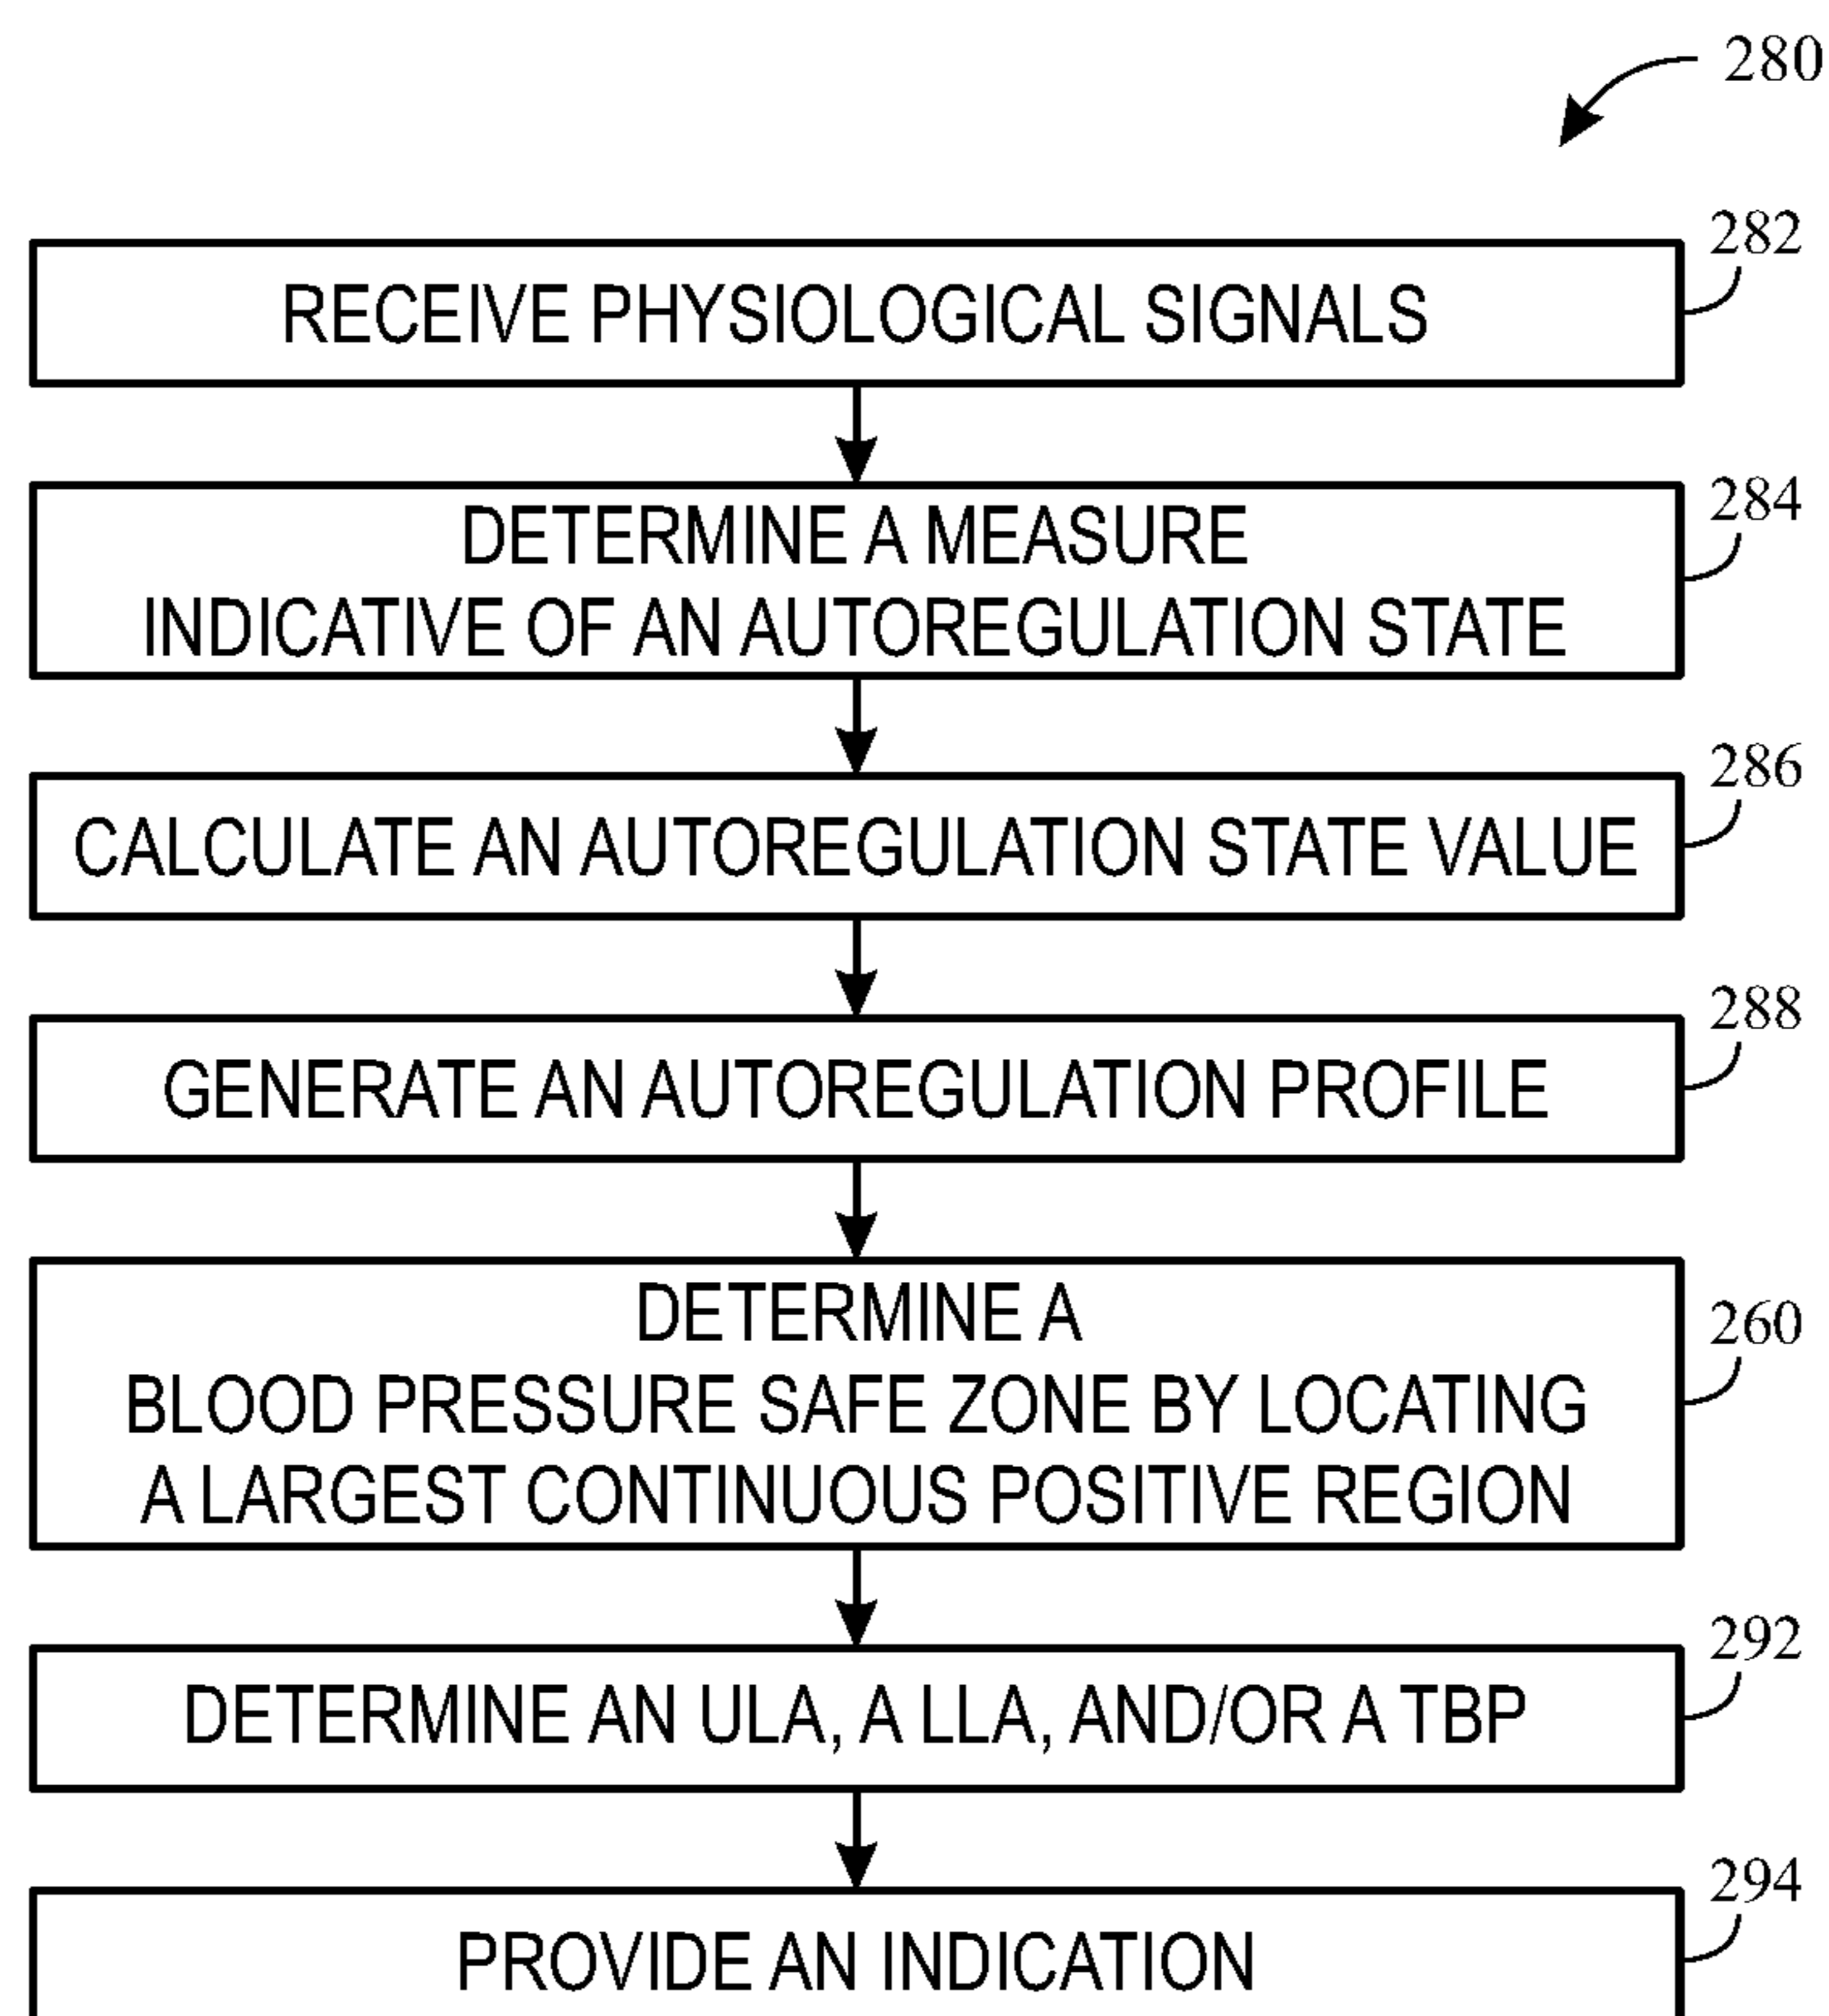 280
282
RECEIVE PHYSIOLOGICAL SIGNALS
284
DETERMINE A MEASURE
INDICATIVE OF AN AUTOREGULATION STATE
286
CALCULATE AN AUTOREGULATION STATE VALUE
288
GENERATE AN AUTOREGULATION PROFILE
DETERMINE A
260
BLOOD PRESSURE SAFE ZONE BY LOCATING
A LARGEST CONTINUOUS POSITIVE REGION
292
DETERMINE AN ULA, A LLA, AND/OR A TBP
294
PROVIDE AN INDICATION